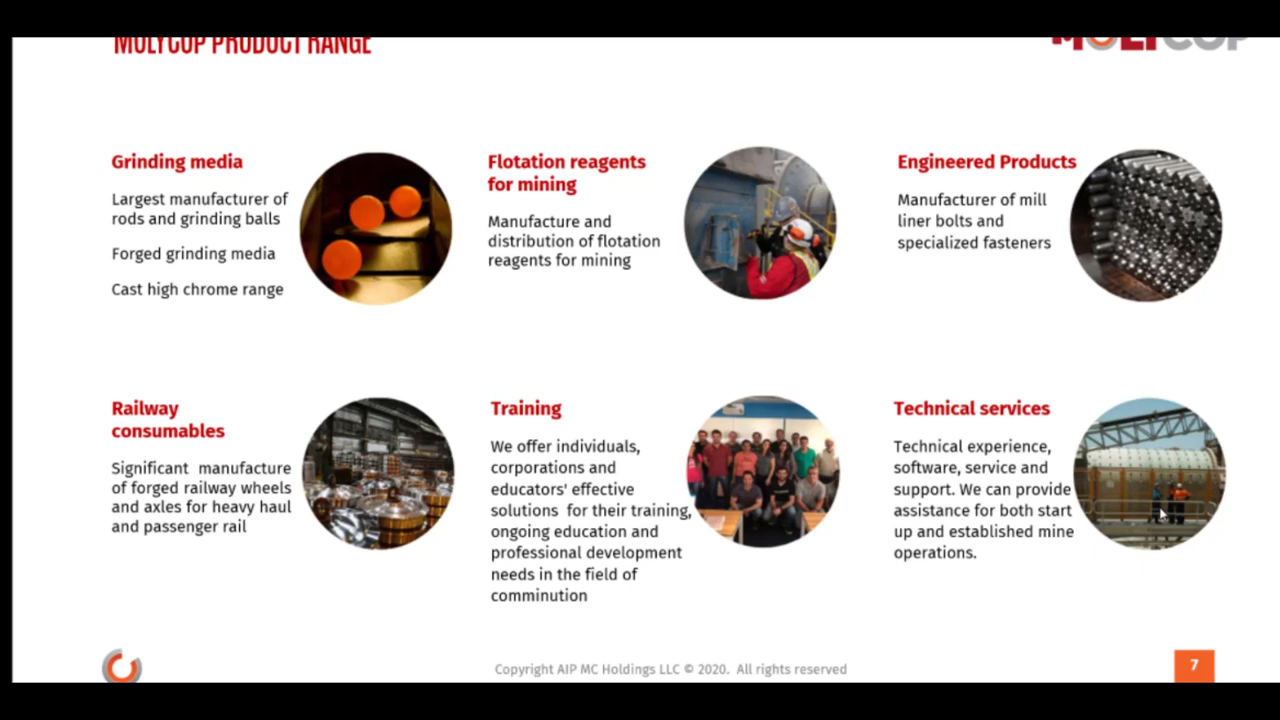 MOLYCOP PRODUCT RANGE
MOLYCOP
Grinding media
Largest manufacturer of
rods and grinding balls
Forged grinding media
Cast high chrome range
Flotation reagents
for mining
Manufacture and
distribution of flotation
reagents for mining
Engineered Products
Manufacturer of mill
liner bolts and
specialized fasteners
Railway
consumables
Significant manufacture
of forged railway wheels
and axles for heavy haul
and passenger rail
Training
We offer individuals,
corporations and
educators' effective
solutions for their training,
ongoing education and
professional development
needs in the field of
comminution
Technical services
Technical experience,
software, service and
support. We can provide
assistance for both start
up and established mine
operations.
Copyright AIP MC Holdings LLC © 2020. All rights reserved
7